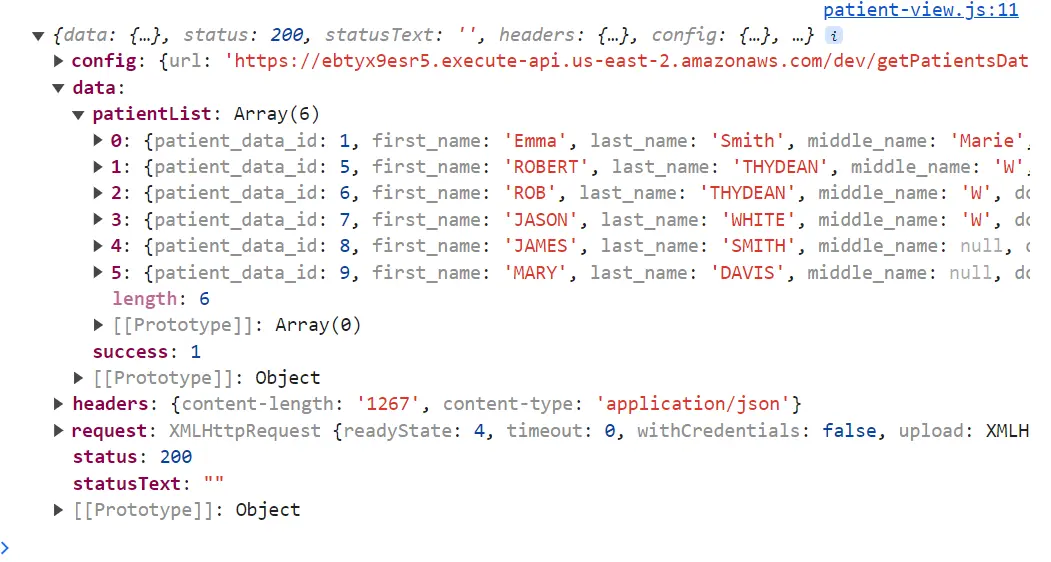 patient-view.js:11
▼ {data: {…}, status: 200, statusText: '', headers: {…}, config: {…}, …} i
▶ config: {url: 'https://ebtyx9esr5.execute-api.us-east-2.amazonaws.com/dev/getPatientsDat
▼ data:
▼ patientList: Array(6)
▶ 0: {patient_data_id: 1, first_name: 'Emma', last_name: 'Smith', middle_name: 'Marie',
▶ 1: {patient_data_id: 5, first_name: 'ROBERT', last_name: 'THYDEAN', middle_name: 'W',
▶ 2: {patient_data_id: 6, first_name: 'ROB', last_name: 'THYDEAN', middle_name: 'W', do
▶ 3: {patient_data_id: 7, first_name: 'JASON', last_name: 'WHITE', middle_name: 'W', do
▶ 4: {patient_data_id: 8, first_name: 'JAMES', last_name: 'SMITH', middle_name: null, d
▶ 5: {patient_data_id: 9, first_name: 'MARY', last_name: 'DAVIS', middle_name: null, do
length: 6
▶ [[Prototype]]: Array(0)
success: 1
▶ [[Prototype]]: Object
▶ headers: {content-length: '1267', content-type: 'application/json'}
▶ request: XMLHttpRequest {readyState: 4, timeout: 0, withCredentials: false, upload: XMLH
status: 200
statusText: ""
▶ [[Prototype]]: Object
>